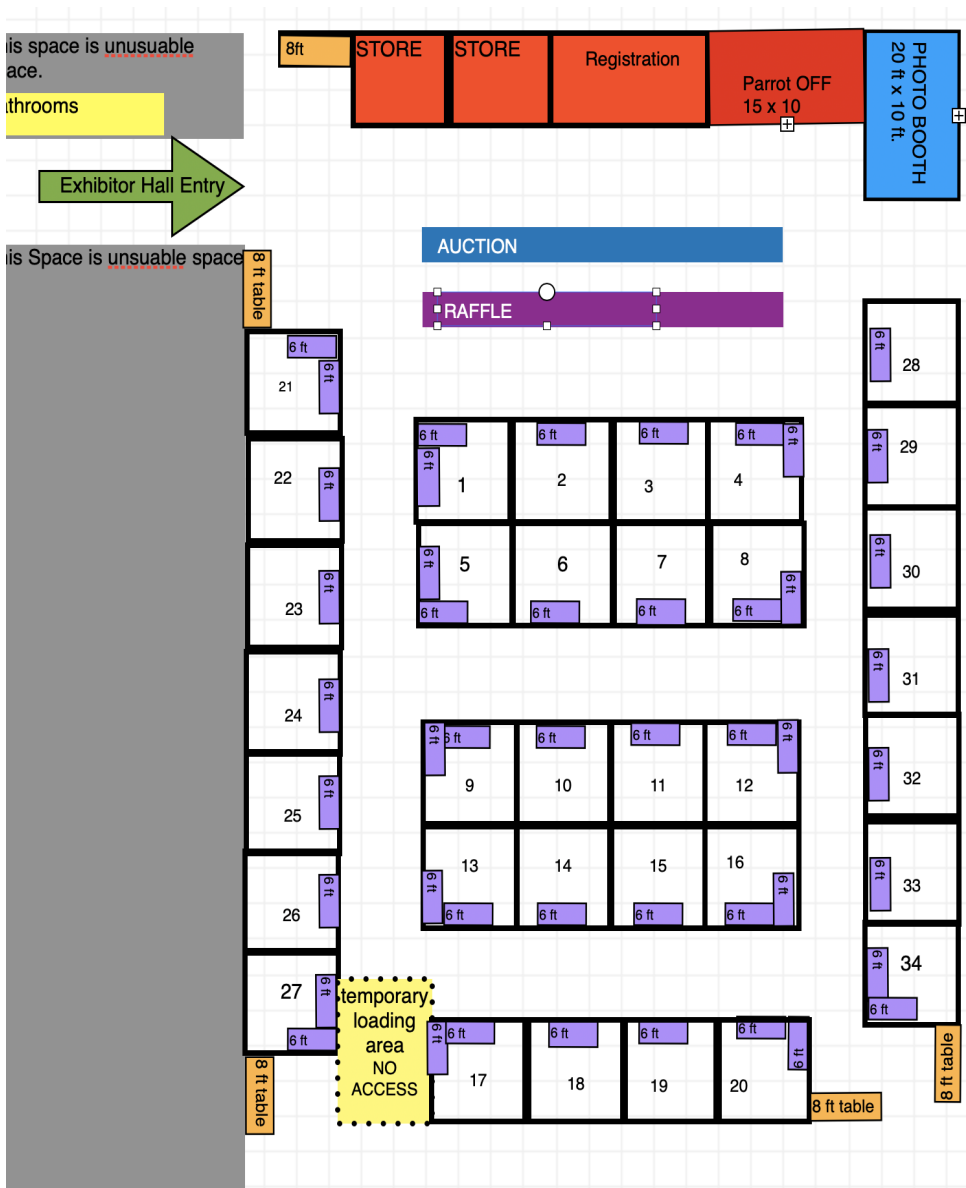 his space is unusuable
ace.
athrooms
Exhibitor Hall Entry
8ft
STORE
STORE
Registration
Parrot OFF
15 x 10
PHOTO BOOTH
20 ft x 10 ft.
his Space is unsuable space
8 ft table
AUCTION
RAFFLE
6 ft
6 ft
21
22
6 ft
23
6 ft
24
6 ft
25
6 ft
26
6 ft
27
6 ft
6 ft
8 ft table
6 ft
6 ft
1
6 ft
2
6 ft
3
6 ft
6 ft
4
6 ft
5
6 ft
6
6 ft
7
6 ft
8
6 ft
6 ft
6 ft
6 ft
9
6 ft
10
6 ft
11
6 ft
6 ft
12
13
6 ft
6 ft
14
6 ft
15
6 ft
16
6 ft
6 ft
temporary
loading
area
NO
ACCESS
6 ft
6 ft
17
6 ft
18
6 ft
19
6 ft
6 ft
20
8 ft table
6 ft
28
6 ft
29
6 ft
30
6 ft
31
6 ft
32
6 ft
33
6 ft
34
6 ft
8 ft table